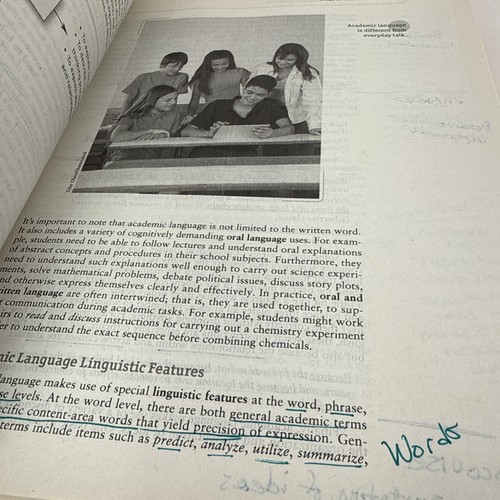 Academic language
is different from
everyday talk.
It's important to note that academic language is not limited to the written word.
It also includes a variety of cognitively demanding oral language uses. For exam-
ple, students need to be able to follow lectures and understand oral explanations
of abstract concepts and procedures in their school subjects. Furthermore, they
need to understand such explanations well enough to carry out science experi-
ments, solve mathematical problems, debate political issues, discuss story plots,
nd otherwise express themselves clearly and effectively. In practice, oral and
itten language are often intertwined; that is, they are used together, to sup-
t communication during academic tasks. For example, students might work
irs to read and discuss instructions for carrying out a chemistry experiment
er to understand the exact sequence before combining chemicals.
nic Language Linguistic Features
language makes use of special linguistic features at the word, phrase,
se levels. At the word level, there are both general academic terms
ecific content-area words that yield precision of expression. Gen-
terms include items such as predict, analyze, utilize, summarize,
Words